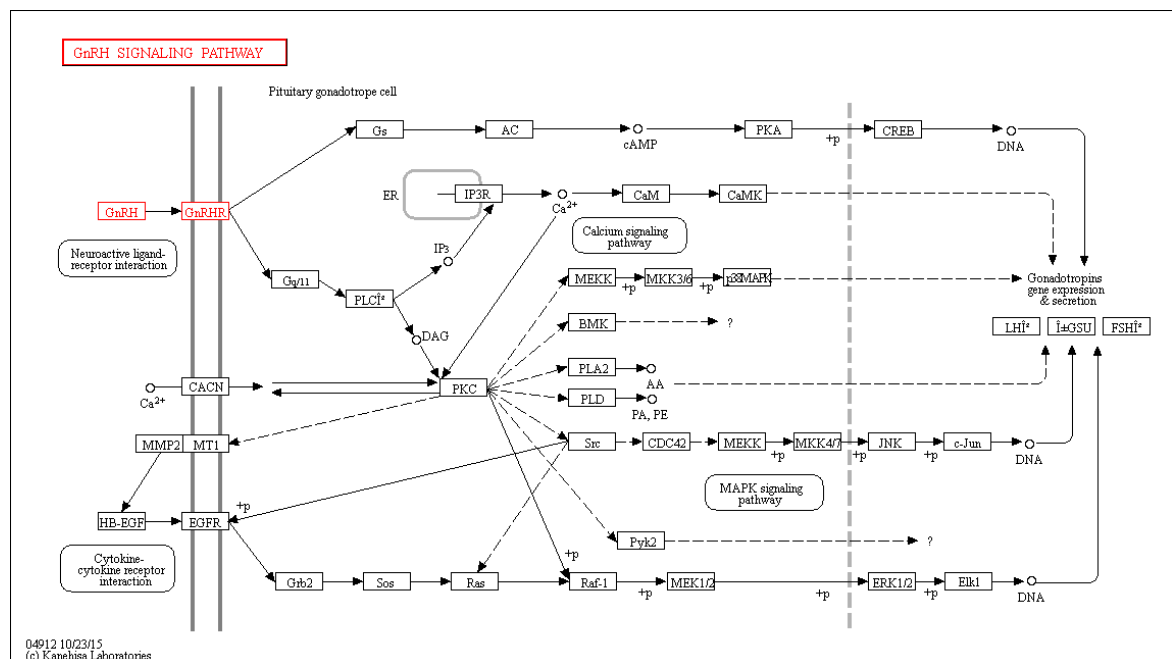 GnRH SIGNALING PATHWAY
Pituitary gonadotrope cell
Gs
AC
cAMP
PKA
+p
CREB
DNA
ER
IP3R
Ca2+
CaM
CaMK
GnRH
GnRHR
Neuroactive ligand-
receptor interaction
Calcium signaling
pathway
IP3
Gq/11
PLCβ
MEKK
+p
MKK3/6
+p
p38MAPK
Gonadotropins
gene expression
& secretion
DAG
BMK
?
LHβ
αGSU
FSHβ
CACN
Ca2+
PKC
PLA2
AA
PLD
PA, PE
MMP2
MT1
Src
CDC42
MEKK
+p
MKK4/7
+p
JNK
+p
c-Jun
DNA
MAPK signaling
pathway
+p
HB-EGF
EGFR
Pyk2
?
Cytokine-
cytokine receptor
interaction
+p
Grb2
Sos
Ras
Raf-1
+p
MEK1/2
+p
ERK1/2
+p
Elk1
DNA
04912 10/23/15
(c) Kanehisa Laboratories